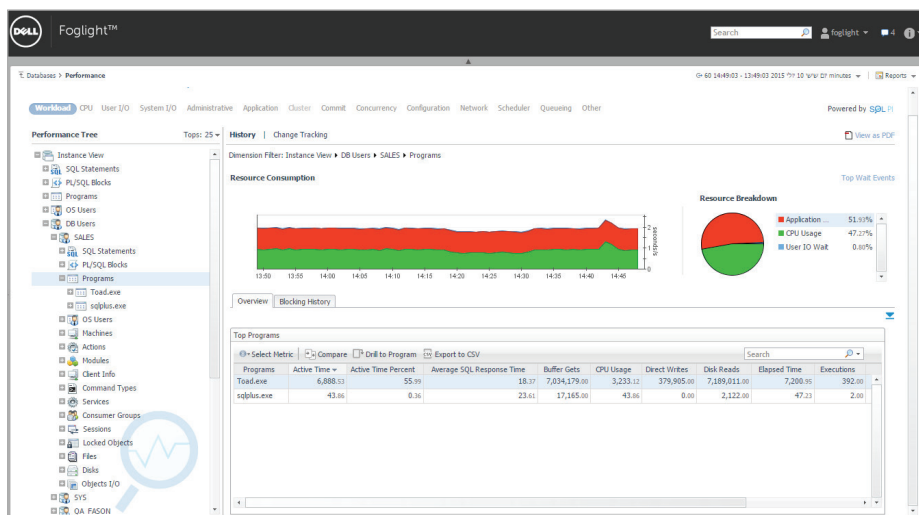 DELL Foglight™ Search foglight 4
Databases > Performance 60 14:49:03 - 13:49:03 2015 יולי 10 שישי יום minutes Reports
Workload CPU User I/O System I/O Administrative Application Cluster Commit Concurrency Configuration Network Scheduler Queueing Other Powered by SQL PI
Performance Tree Tops: 25 History | Change Tracking View as PDF
Instance View
SQL Statements
PL/SQL Blocks
Programs
OS Users
DB Users
SALES
SQL Statements
PL/SQL Blocks
Programs
Toad.exe
sqlplus.exe
OS Users
Machines
Actions
Modules
Client Info
Command Types
Services
Consumer Groups
Sessions
Locked Objects
Files
Disks
Objects I/O
SYS
QA_FASON
Dimension Filter: Instance View ▸ DB Users ▸ SALES ▸ Programs
Resource Consumption Top Wait Events
2
1
0
seconds/s
13:50 13:55 14:00 14:05 14:10 14:15 14:20 14:25 14:30 14:35 14:40 14:45
Resource Breakdown
Application ... 51.93%
CPU Usage 47.27%
User IO Wait 0.80%
Overview Blocking History
Top Programs
Select Metric Compare Drill to Program Export to CSV Search
Programs Active Time Active Time Percent Average SQL Response Time Buffer Gets CPU Usage Direct Writes Disk Reads Elapsed Time Executions
Toad.exe 6,888.53 55.99 18.37 7,034,179.00 3,233.12 379,905.00 7,189,011.00 7,200.95 392.00
sqlplus.exe 43.86 0.36 23.61 17,165.00 43.86 0.00 2,122.00 47.23 2.00